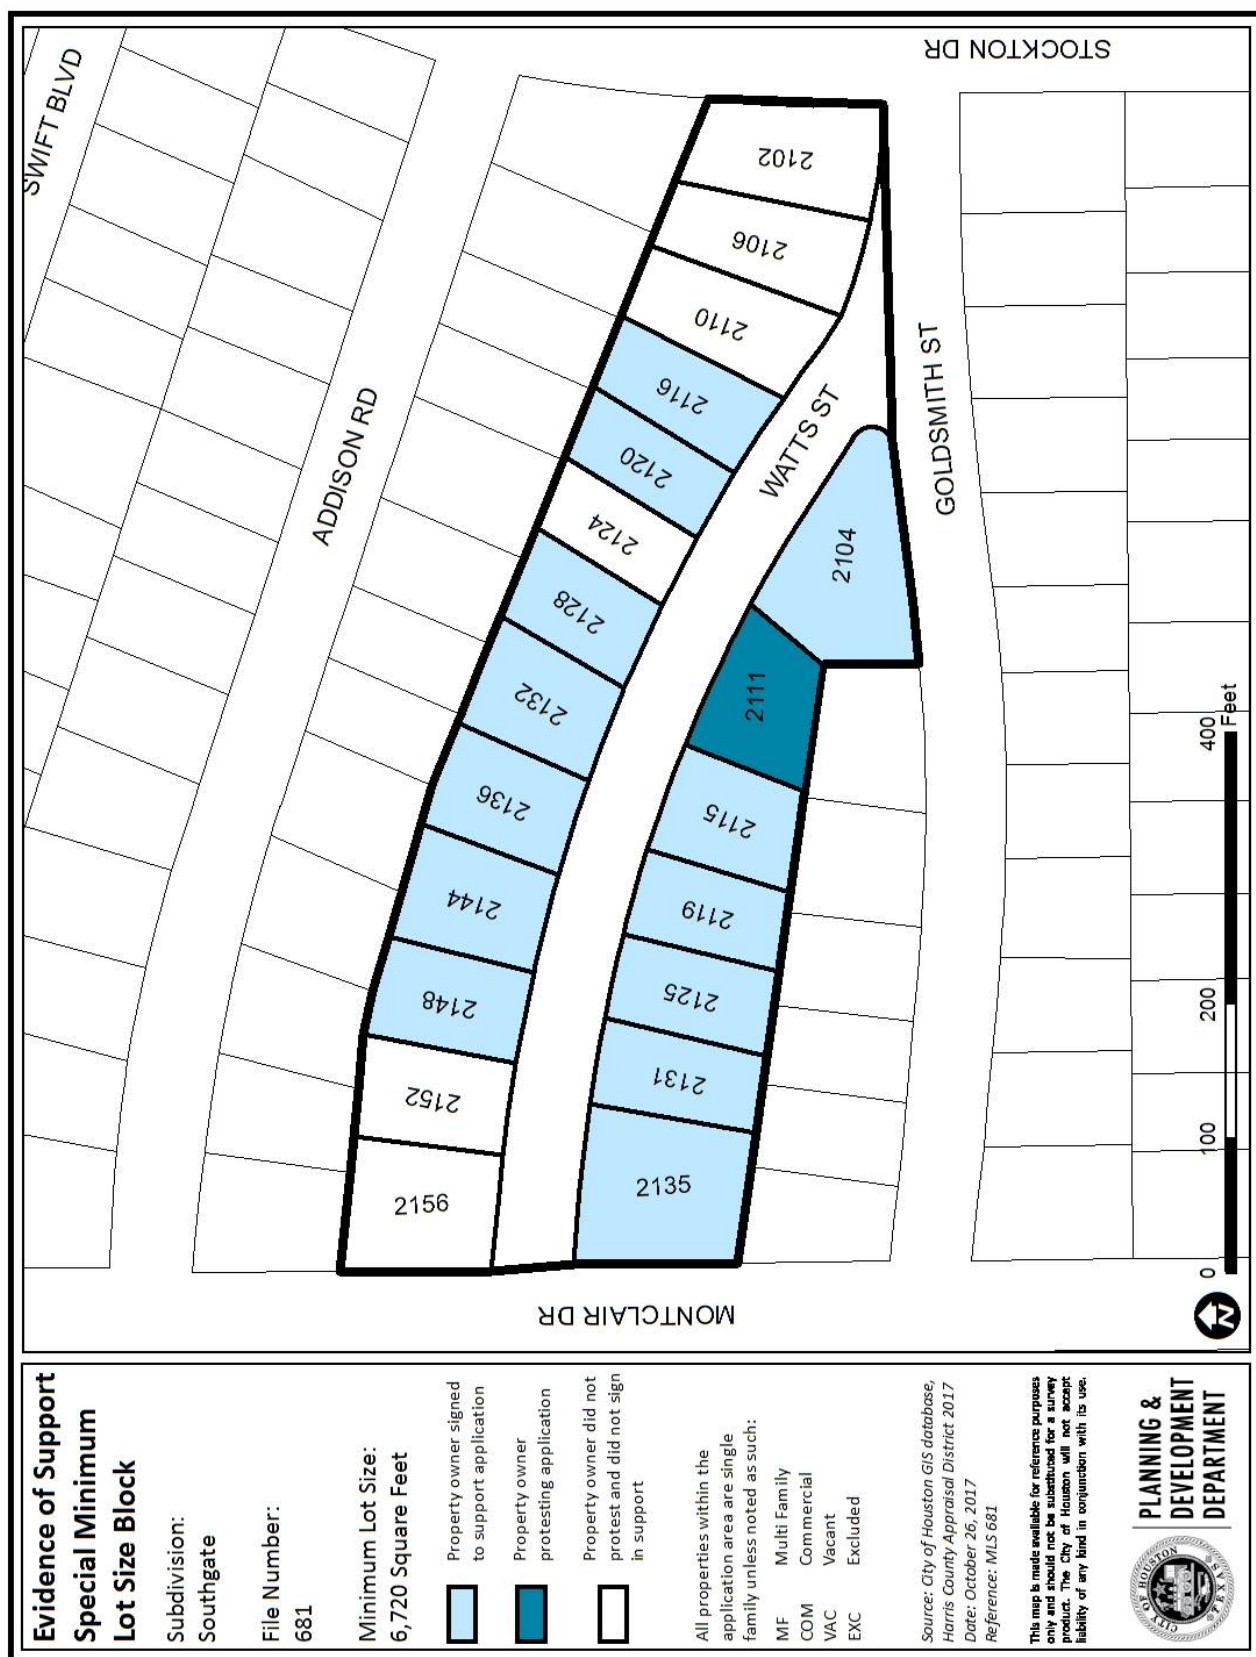 Evidence of Support
Special Minimum
Lot Size Block
Subdivision:
Southgate
File Number:
681
Minimum Lot Size:
6,720 Square Feet
Property owner signed
to support application
Property owner
protesting application
Property owner did not
protest and did not sign
in support
All properties within the
application area are single
family unless noted as such:
MF Multi Family
COM Commercial
VAC Vacant
EXC Excluded
Source: City of Houston GIS database,
Harris County Appraisal District 2017
Date: October 26, 2017
Reference: MLS 681
This map is made available for reference purposes
only and should not be substituted for a survey
product. The City of Houston will not accept
liability of any kind in conjunction with its use.
CITY OF HOUSTON
TEXAS
PLANNING &
DEVELOPMENT
DEPARTMENT
SWIFT BLVD
ADDISON RD
WATTS ST
GOLDSMITH ST
MONTCLAIR DR
STOCKTON DR
2156
2152
2148
2144
2136
2132
2128
2124
2120
2116
2110
2106
2102
2135
2131
2125
2119
2115
2111
2104
N
0
100
200
400
Feet